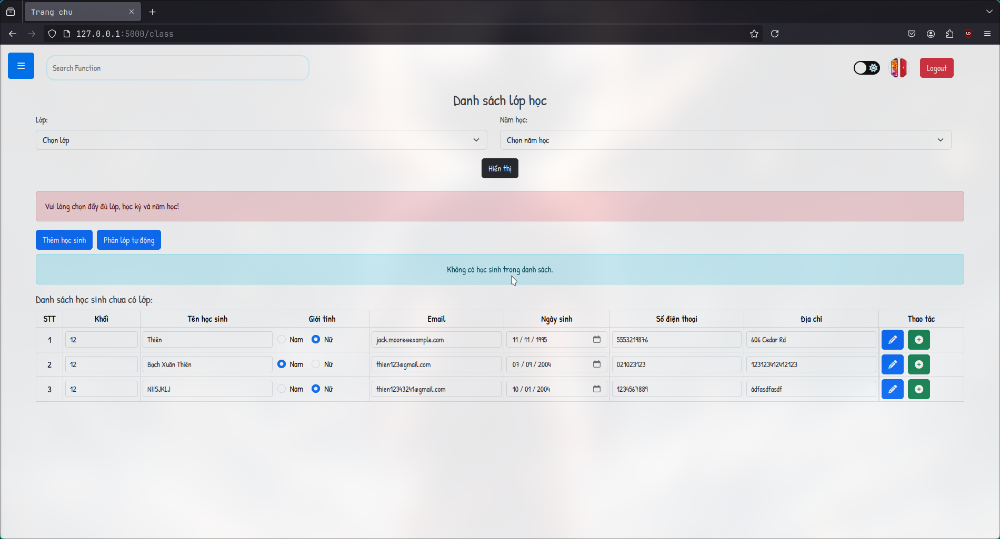 Trang chu
127.0.0.1:5000/class
Search Function
Logout
Danh sách lớp học
Lớp:
Năm học:
Chọn lớp
Chọn năm học
Hiển thị
Vui lòng chọn đầy đủ lớp, học kỳ và năm học!
Thêm học sinh
Phân lớp tự động
Không có học sinh trong danh sách.
Danh sách học sinh chưa có lớp:
STT Khối Tên học sinh Giới tính Email Ngày sinh Số điện thoại Địa chỉ Thao tác
1 12 Thiên Nam Nữ jack.moore@example.com 11 / 11 / 1995 5553219876 606 Cedar Rd
2 12 Bạch Xuân Thiên Nam Nữ thien123@gmail.com 07 / 09 / 2004 021023123 123123412412123
3 12 NIISJKLJ Nam Nữ thien12343241@gmail.com 10 / 01 / 2004 1234567889 ádfasdfasdf